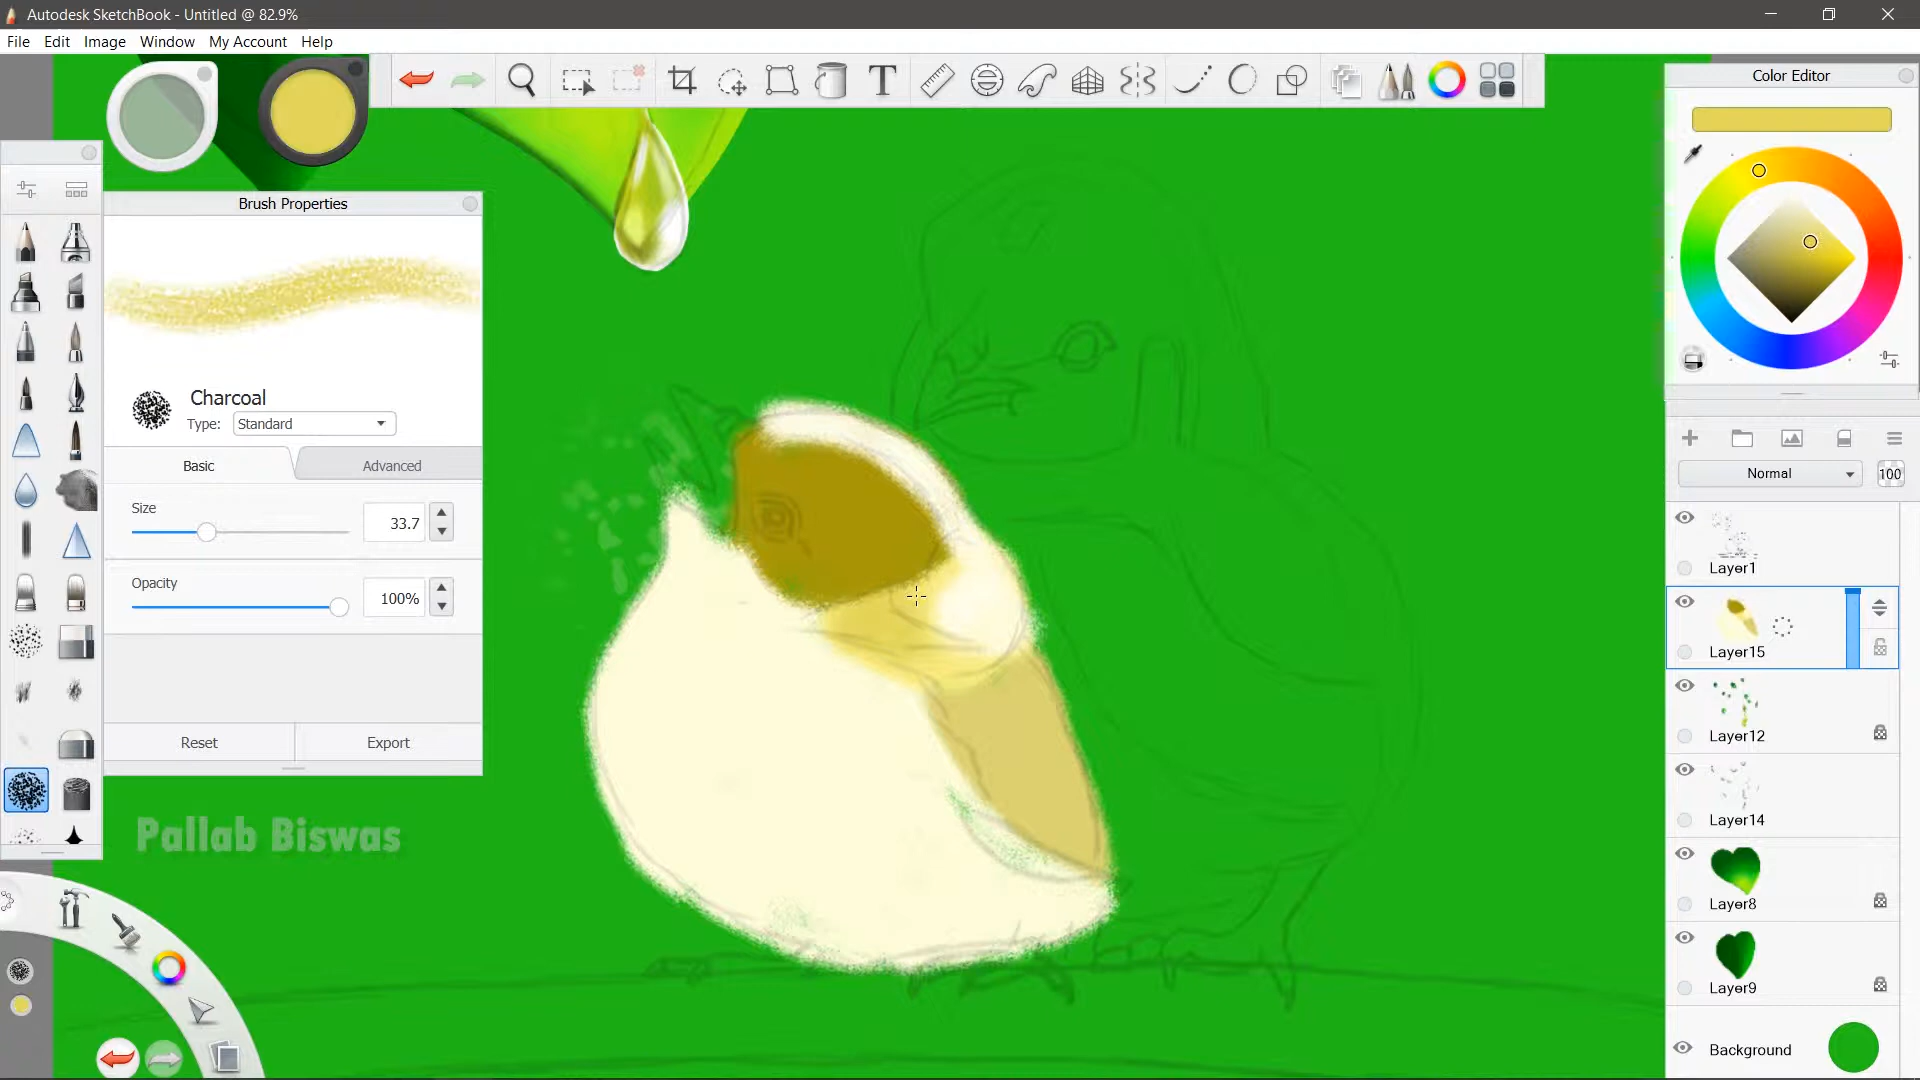 Autodesk SketchBook - Untitled @ 82.9%
File Edit Image Window My Account Help
T
Color Editor
Brush Properties
Charcoal
Type: Standard
Basic Advanced
Size
33.7
Opacity
100%
Reset Export
Normal 100
Layer1
Layer15
Layer12
Layer14
Layer8
Layer9
Background
Pallab Biswas